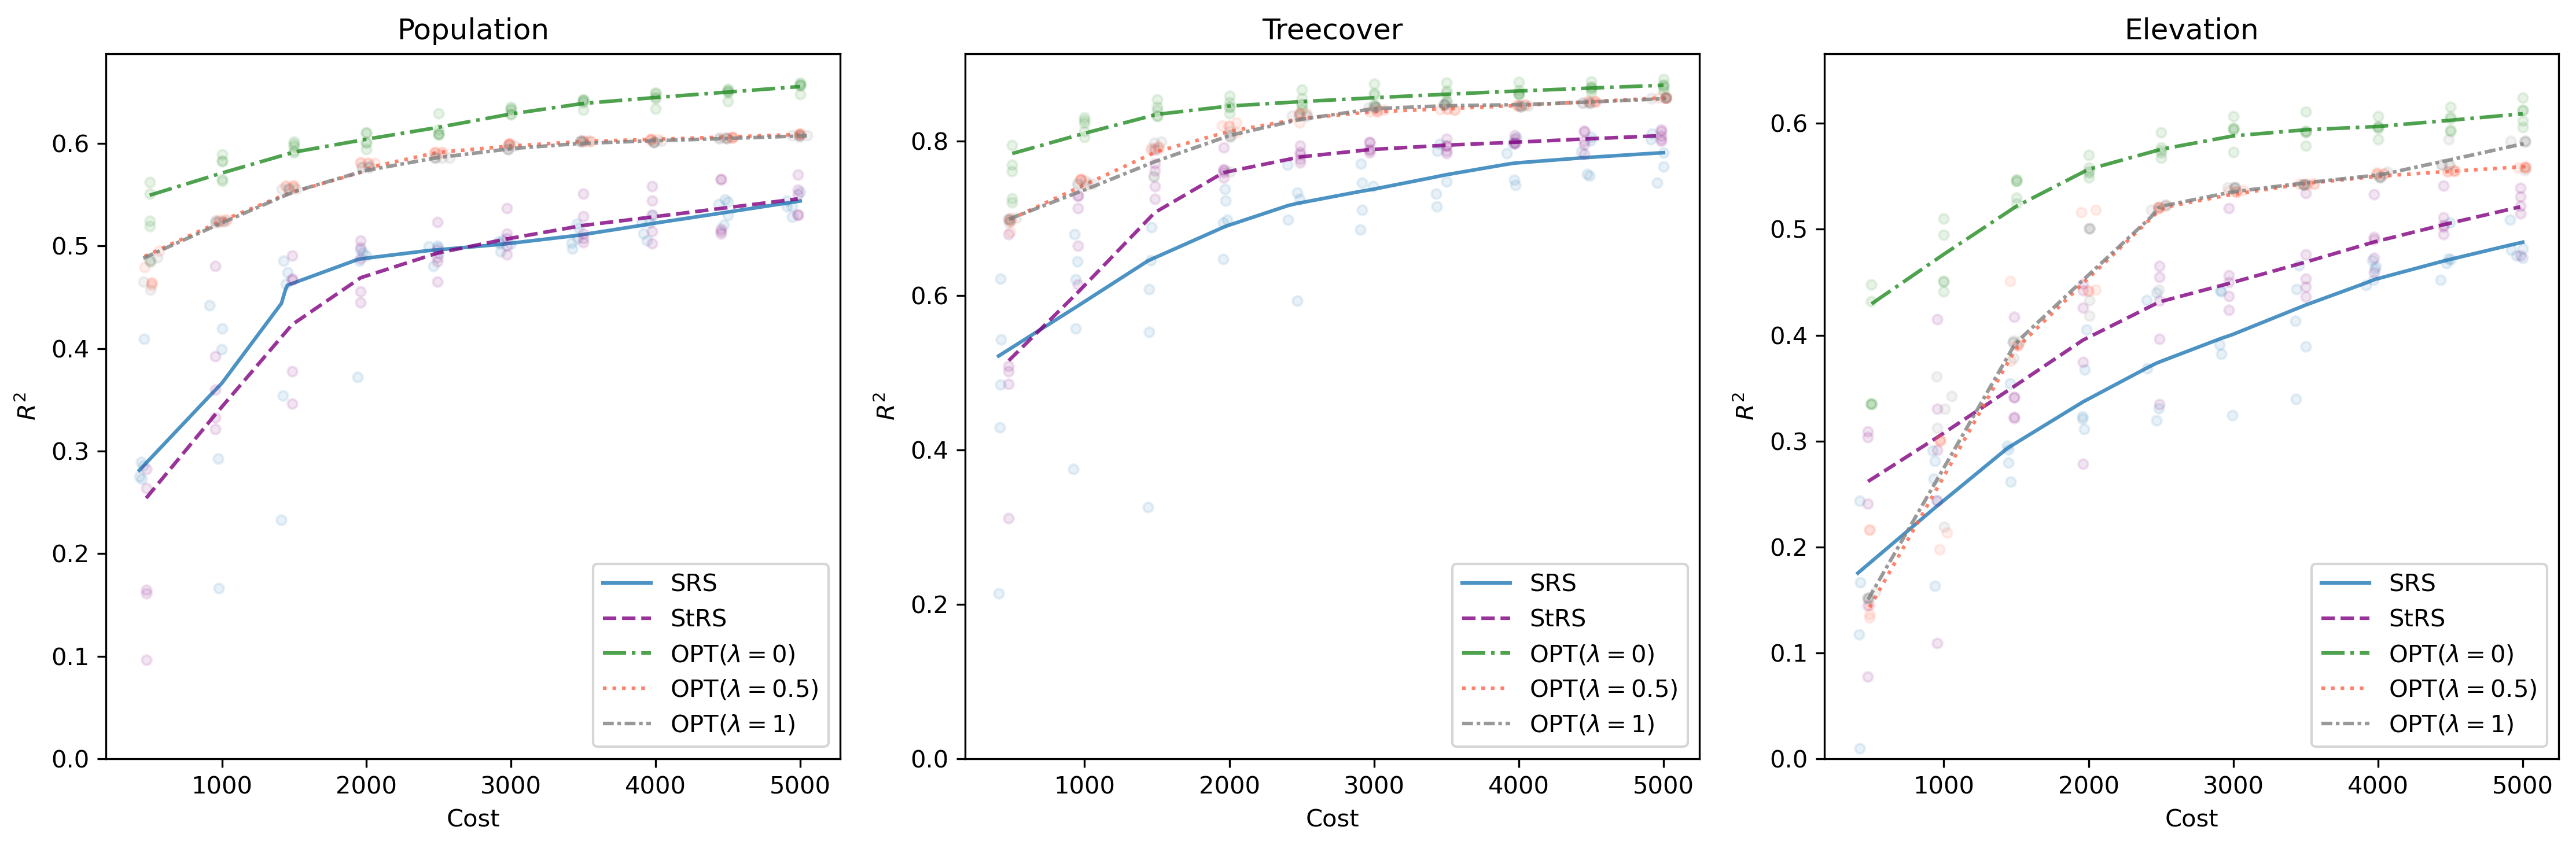 Population
R²
0.6
0.5
0.4
0.3
0.2
0.1
0.0
1000 2000 3000 4000 5000
Cost
SRS
StRS
OPT(λ = 0)
OPT(λ = 0.5)
OPT(λ = 1)
Treecover
R²
0.8
0.6
0.4
0.2
0.0
1000 2000 3000 4000 5000
Cost
SRS
StRS
OPT(λ = 0)
OPT(λ = 0.5)
OPT(λ = 1)
Elevation
R²
0.6
0.5
0.4
0.3
0.2
0.1
0.0
1000 2000 3000 4000 5000
Cost
SRS
StRS
OPT(λ = 0)
OPT(λ = 0.5)
OPT(λ = 1)